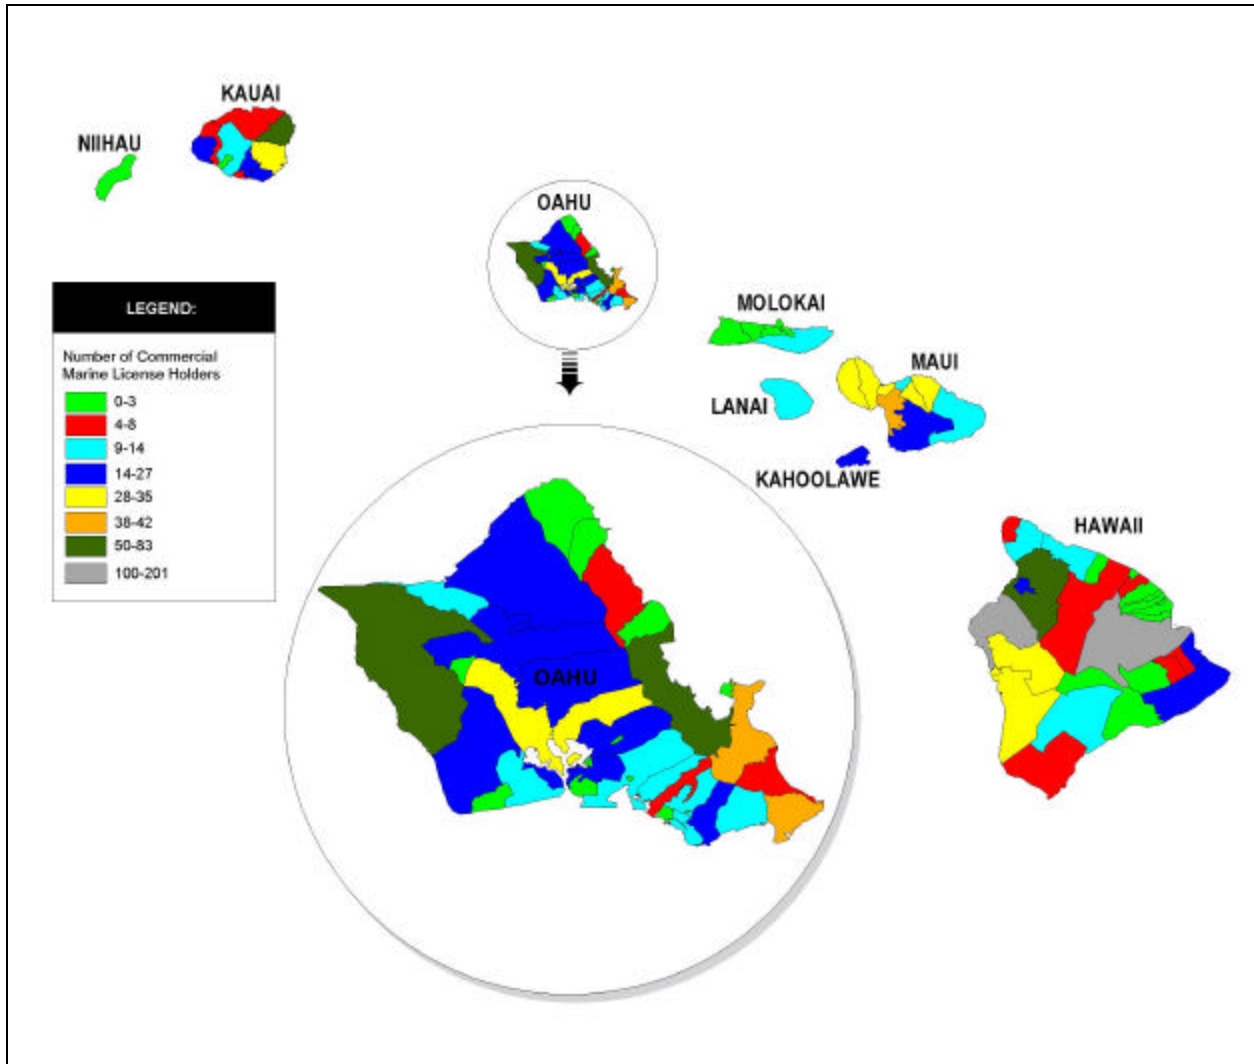 KAUAI
NIIHAU
OAHU
MOLOKAI
MAUI
LANAI
KAHOOLAWE
HAWAII
LEGEND:
Number of Commercial
Marine License Holders
0-3
4-8
9-14
14-27
28-35
38-42
50-83
100-201
OAHU